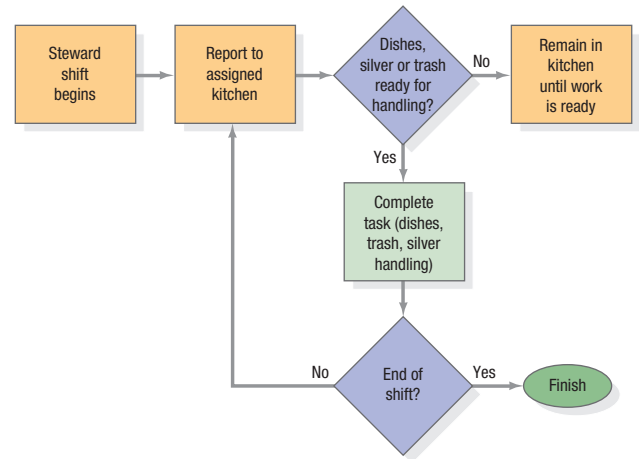 Steward
shift
begins
Report to
assigned
kitchen
Dishes,
silver or trash
ready for
handling?
No
Remain in
kitchen
until work
is ready
Yes
Complete
task (dishes,
trash, silver
handling)
No
End of
shift?
Yes
Finish